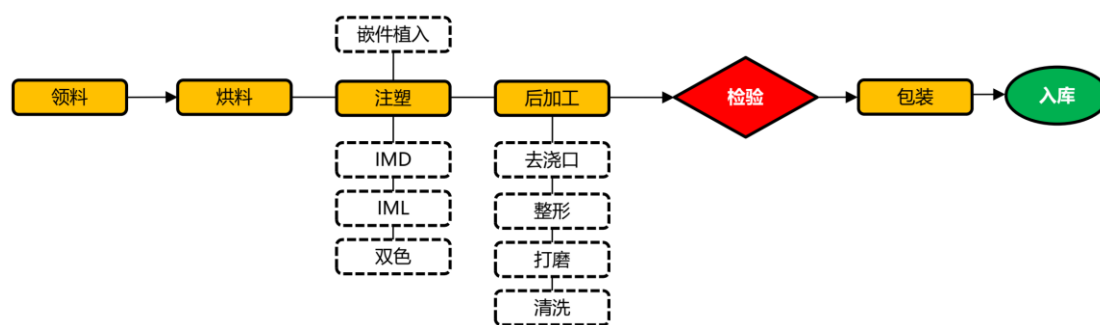 嵌件植入
领料
烘料
注塑
后加工
检验
包装
入库
IMD
IML
双色
去浇口
整形
打磨
清洗